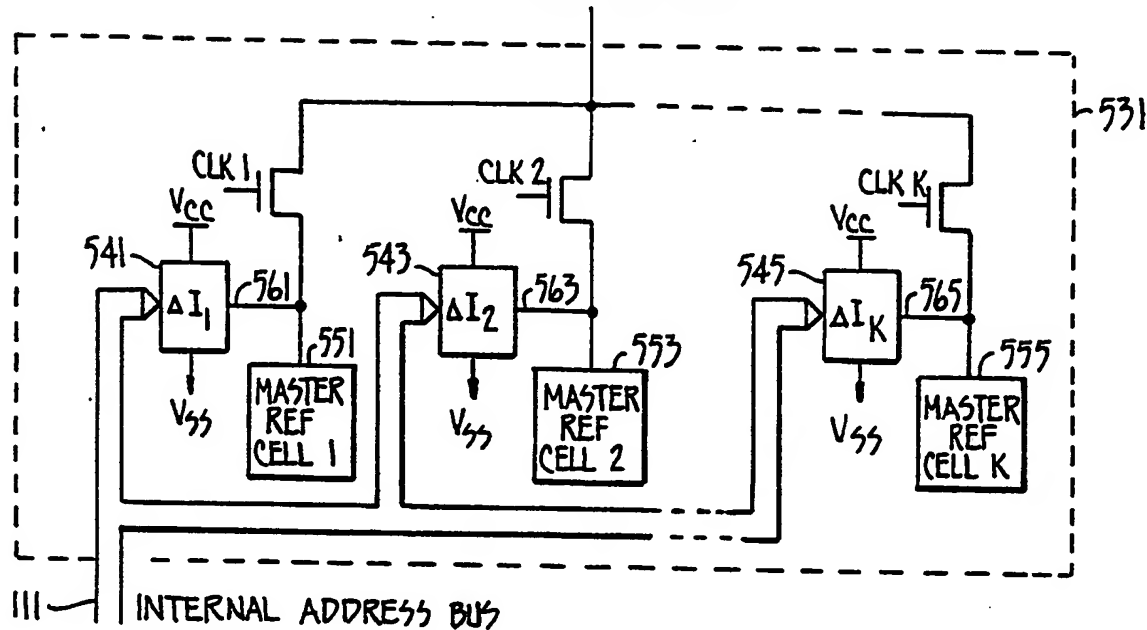 531
CLK 1
CLK 2
CLK K
VCC
VCC
VCC
541
543
545
ΔI1
ΔI2
ΔIK
561
563
565
551
553
555
VSS
VSS
VSS
MASTER
REF
CELL 1
MASTER
REF
CELL 2
MASTER
REF
CELL K
111
INTERNAL ADDRESS BUS